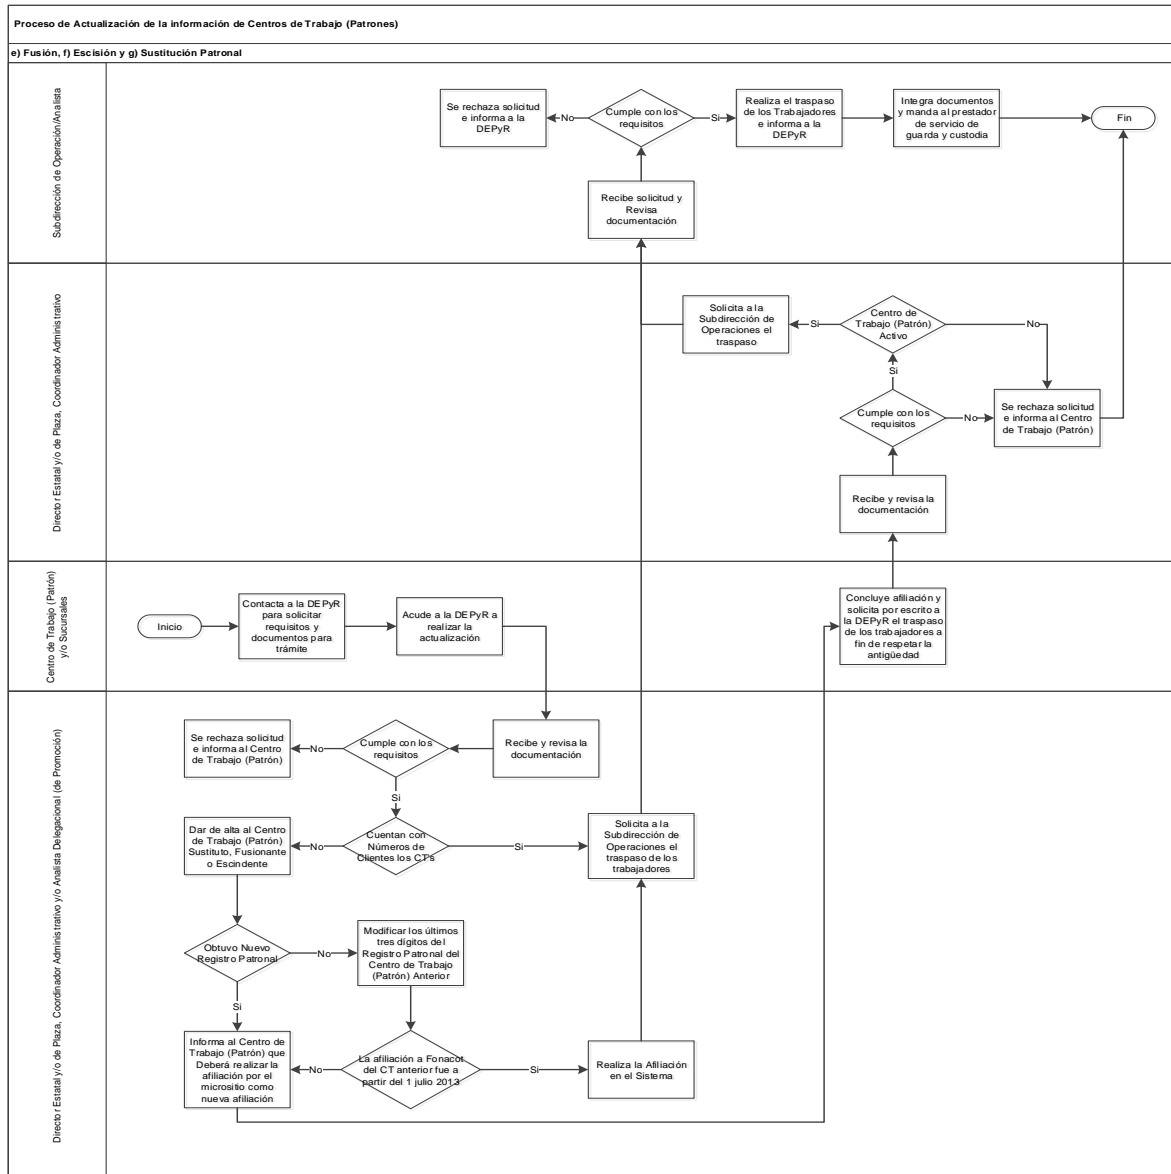 Proceso de Actualización de la información de Centros de Trabajo (Patrones)
e) Fusión, f) Escisión y g) Sustitución Patronal
Subdirección de Operación/Analista
Se rechaza solicitud
e informa a la
DEPyR
No
Cumple con los
requisitos
Si
Realiza el traspaso
de los Trabajadores
e informa a la
DEPyR
Integra documentos
y manda al prestador
de servicio de
guarda y custodia
Fin
Recibe solicitud y
Revisa
documentación
Director Estatal y/o de Plaza, Coordinador Administrativo
Solicita a la
Subdirección de
Operaciones el
traspaso
Si
Centro de
Trabajo (Patrón)
Activo
No
Si
Cumple con los
requisitos
No
Se rechaza solicitud
e informa al Centro
de Trabajo (Patrón)
Recibe y revisa la
documentación
Centro de Trabajo (Patrón)
y/o Sucursales
Inicio
Contacta a la DEPyR
para solicitar
requisitos y
documentos para
trámite
Acude a la DEPyR a
realizar la
actualización
Concluye afiliación y
solicita por escrito a
la DEPyR el traspaso
de los trabajadores a
fin de respetar la
antigüedad
Director Estatal y/o de Plaza, Coordinador Administrativo y/o Analista Delegacional (de Promoción)
Se rechaza solicitud
e informa al Centro
de Trabajo (Patrón)
No
Cumple con los
requisitos
Recibe y revisa la
documentación
Si
Dar de alta al Centro
de Trabajo (Patrón)
Sustituto, Fusionante
o Escindente
No
Cuentan con
Números de
Clientes los CT's
Si
Solicita a la
Subdirección de
Operaciones el
traspaso de los
trabajadores
Obtuvo Nuevo
Registro Patronal
No
Modificar los últimos
tres dígitos del
Registro Patronal del
Centro de Trabajo
(Patrón) Anterior
Si
Informa al Centro de
Trabajo (Patrón) que
Deberá realizar la
afiliación por el
micrositio como
nueva afiliación
No
La afiliación a Fonacot
del CT anterior fue a
partir del 1 julio 2013
Si
Realiza la Afiliación
en el Sistema